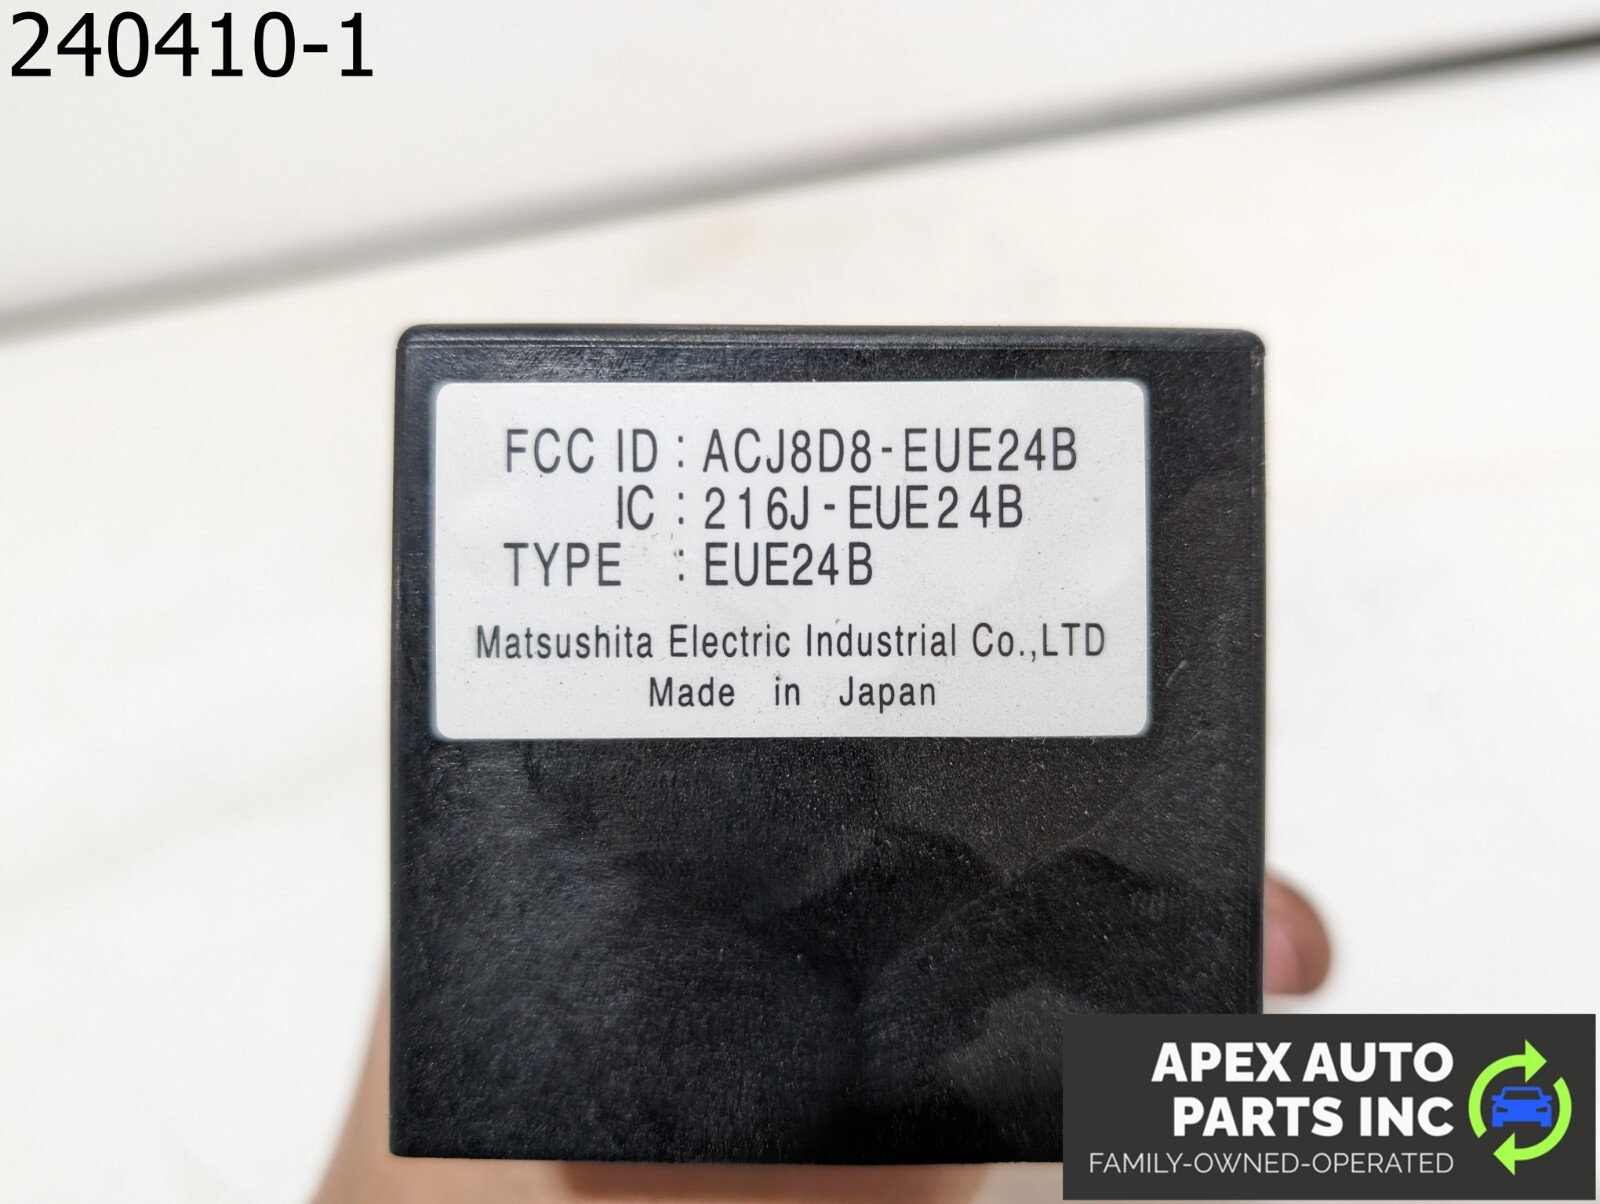 240410-1
FCC ID : ACJ8D8-EUE24B
IC : 216J-EUE24B
TYPE : EUE24B
Matsushita Electric Industrial Co.,LTD
Made in Japan
APEX AUTO
PARTS INC
FAMILY-OWNED-OPERATED